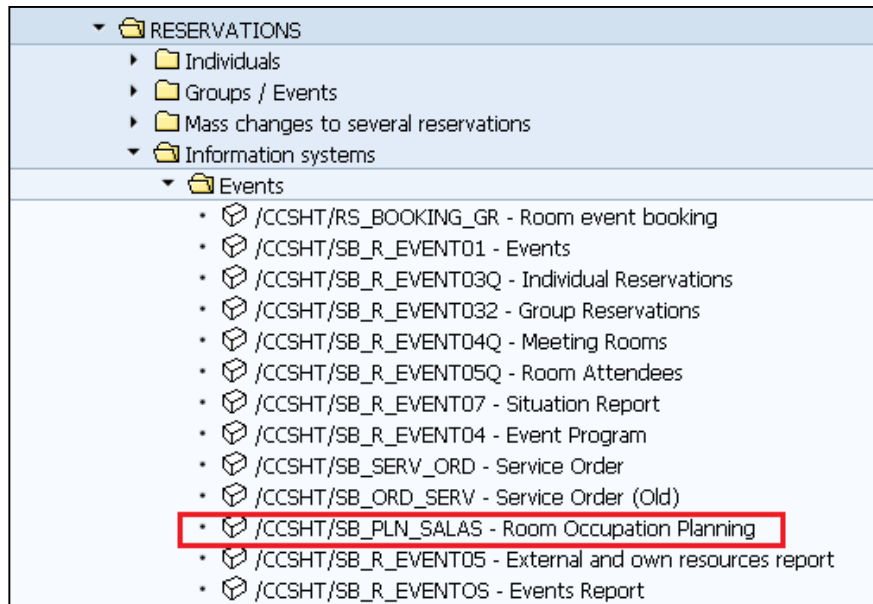 RESERVATIONS
Individuals
Groups / Events
Mass changes to several reservations
Information systems
Events
/CCSHT/RS_BOOKING_GR - Room event booking
/CCSHT/SB_R_EVENT01 - Events
/CCSHT/SB_R_EVENT03Q - Individual Reservations
/CCSHT/SB_R_EVENT032 - Group Reservations
/CCSHT/SB_R_EVENT04Q - Meeting Rooms
/CCSHT/SB_R_EVENT05Q - Room Attendees
/CCSHT/SB_R_EVENT07 - Situation Report
/CCSHT/SB_R_EVENT04 - Event Program
/CCSHT/SB_SERV_ORD - Service Order
/CCSHT/SB_ORD_SERV - Service Order (Old)
/CCSHT/SB_PLN_SALAS - Room Occupation Planning
/CCSHT/SB_R_EVENT05 - External and own resources report
/CCSHT/SB_R_EVENTOS - Events Report